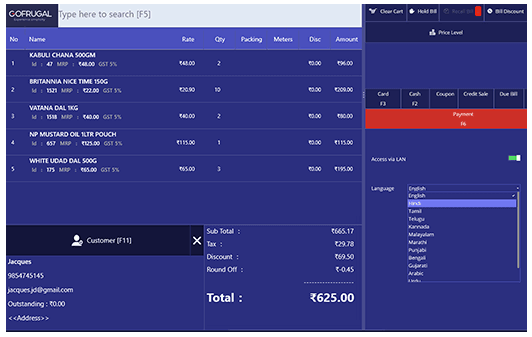 COFRUGAL
Type here to search [F5]
Clear Cart Hold Bill Bill Discount
Price Level
No Name Rate Qty Packing Meters Disc Amount
KABULI CHANA 500GM
1 Id : 47 MRP : ₹48.00 GST 5% ₹48.00 2 ₹0.00 ₹96.00
BRITANNIA NICE TIME 150G
2 Id : 1521 MRP : ₹22.00 GST 5% ₹20.90 10 ₹0.00 ₹209.00
VATANA DAL 1KG
3 Id : 1518 MRP : ₹40.00 GST 5% ₹40.00 2 ₹0.00 ₹80.00
NP MUSTARD OIL 1LTR POUCH
4 Id : 657 MRP : ₹125.00 GST 5% ₹115.00 1 ₹0.00 ₹115.00
WHITE UDAD DAL 500G
5 Id : 175 MRP : ₹65.00 GST 5% ₹65.00 3 ₹0.00 ₹195.00
Card Cash Coupon Credit Sale Due Bill
F3 F2
Payment
F6
Access via LAN
Language English
English
Hindi
Tamil
Telugu
Kannada
Malayalam
Marathi
Punjabi
Bengali
Gujarati
Arabic
Urdu
Customer [F11]
Jacques
9854745145
jacques.jd@gmail.com
Outstanding : ₹0.00
<<Address>>
Sub Total : ₹665.17
Tax : ₹29.78
Discount : ₹69.50
Round Off : ₹-0.45
Total : ₹625.00